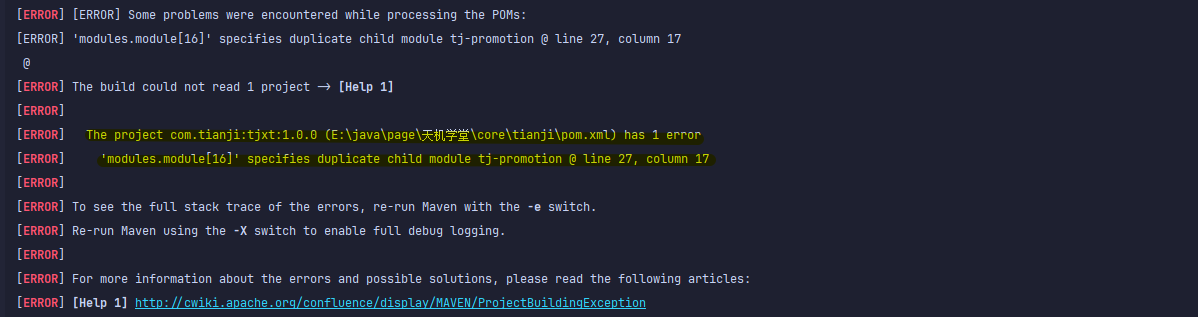 [ERROR] [ERROR] Some problems were encountered while processing the POMs:
[ERROR] 'modules.module[16]' specifies duplicate child module tj-promotion @ line 27, column 17
@
[ERROR] The build could not read 1 project -> [Help 1]
[ERROR]
[ERROR]   The project com.tianji:tjxt:1.0.0 (E:\java\page\天机学堂\core\tianji\pom.xml) has 1 error
[ERROR]     'modules.module[16]' specifies duplicate child module tj-promotion @ line 27, column 17
[ERROR]
[ERROR] To see the full stack trace of the errors, re-run Maven with the -e switch.
[ERROR] Re-run Maven using the -X switch to enable full debug logging.
[ERROR]
[ERROR] For more information about the errors and possible solutions, please read the following articles:
[ERROR] [Help 1] http://cwiki.apache.org/confluence/display/MAVEN/ProjectBuildingException